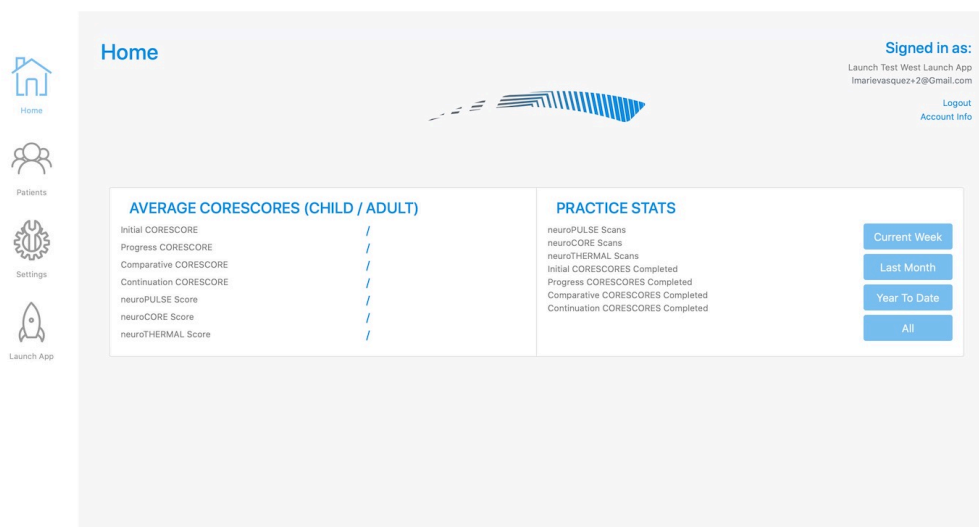 Home
Signed in as:
Launch Test West Launch App
lmarievasquez+2@Gmail.com
Logout
Account Info
Home
Patients
Settings
Launch App
AVERAGE CORESCORES (CHILD / ADULT)
Initial CORESCORE /
Progress CORESCORE /
Comparative CORESCORE /
Continuation CORESCORE /
neuroPULSE Score /
neuroCORE Score /
neuroTHERMAL Score /
PRACTICE STATS
neuroPULSE Scans
neuroCORE Scans
neuroTHERMAL Scans
Initial CORESCORES Completed
Progress CORESCORES Completed
Comparative CORESCORES Completed
Continuation CORESCORES Completed
Current Week
Last Month
Year To Date
All